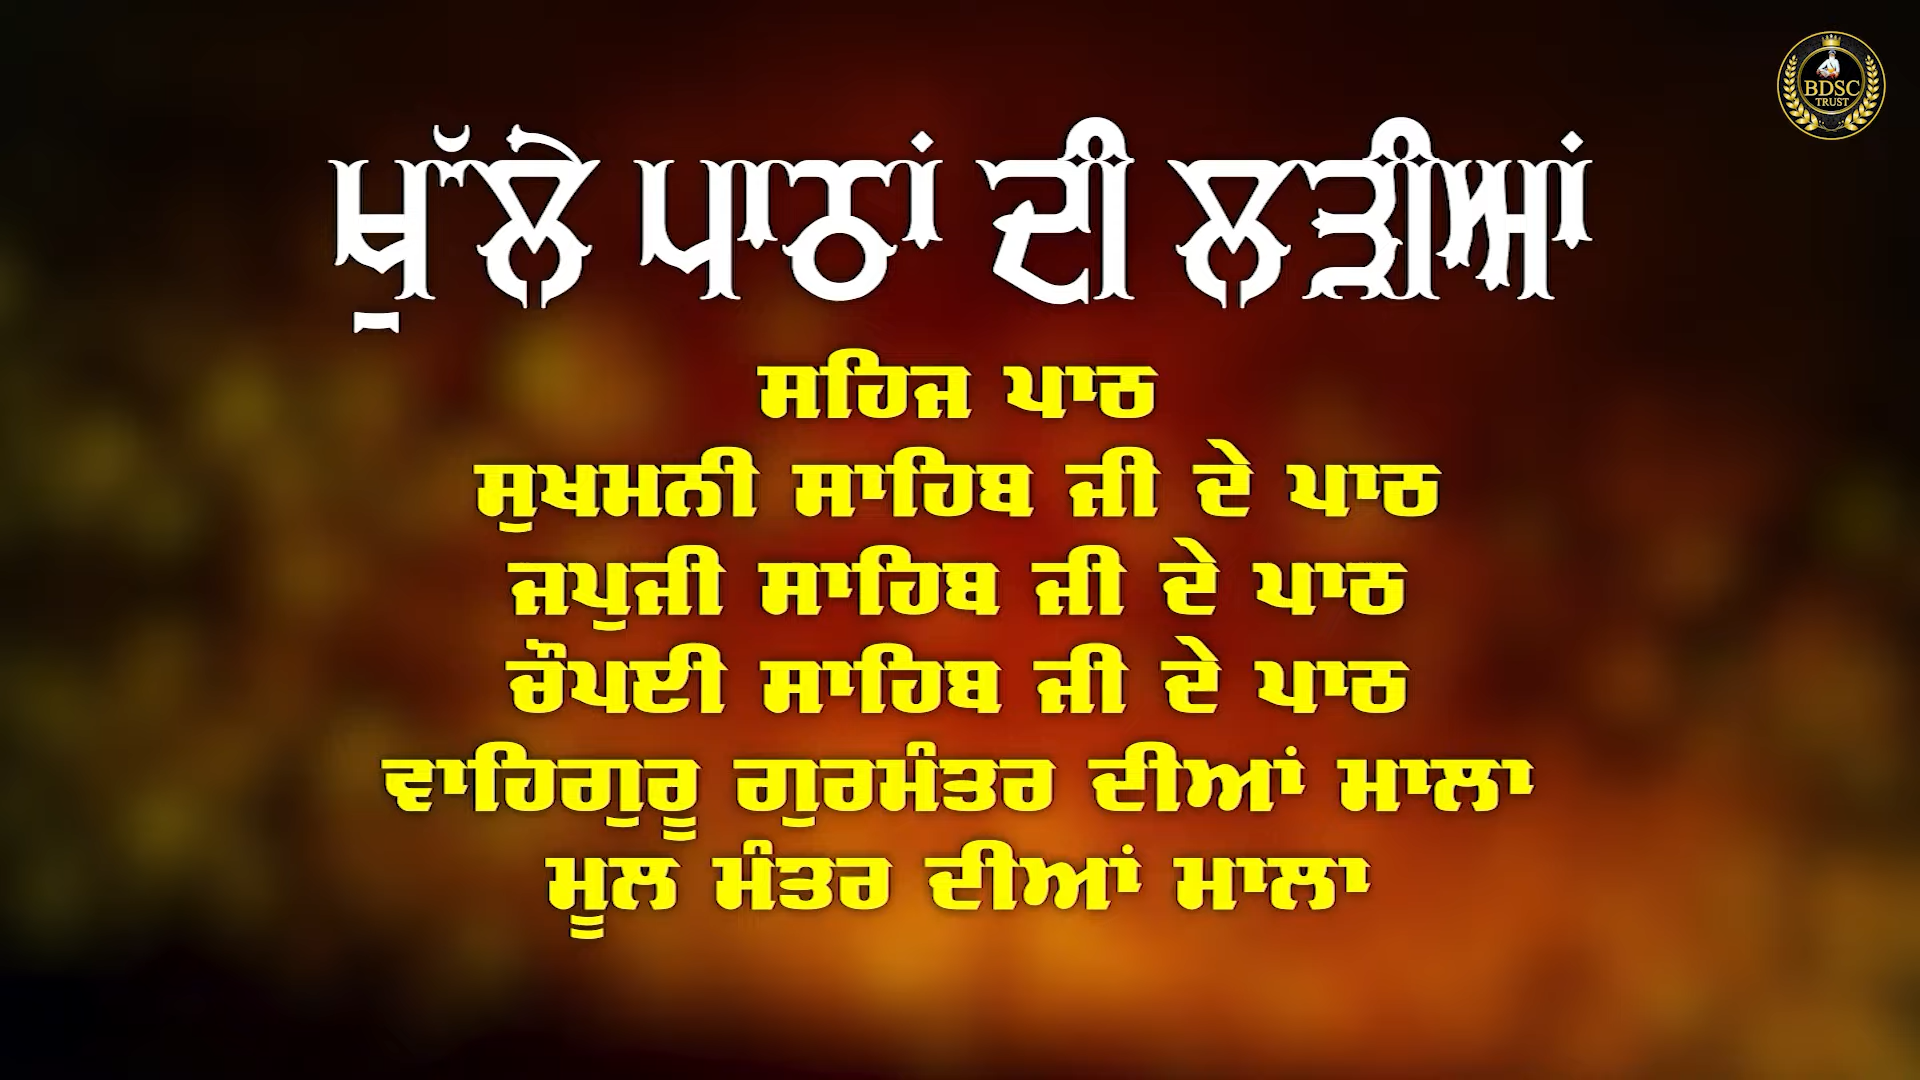 BDSC
TRUST
ਖੁੱਲੇ ਪਾਠਾਂ ਦੀ ਲੜੀਆਂ
ਸਹਿਜ ਪਾਠ
ਸੁਖਮਨੀ ਸਾਹਿਬ ਜੀ ਦੇ ਪਾਠ
ਜਪੁਜੀ ਸਾਹਿਬ ਜੀ ਦੇ ਪਾਠ
ਚੌਪਈ ਸਾਹਿਬ ਜੀ ਦੇ ਪਾਠ
ਵਾਹਿਗੁਰੂ ਗੁਰਮੰਤਰ ਦੀਆਂ ਮਾਲਾ
ਮੂਲ ਮੰਤਰ ਦੀਆਂ ਮਾਲਾ